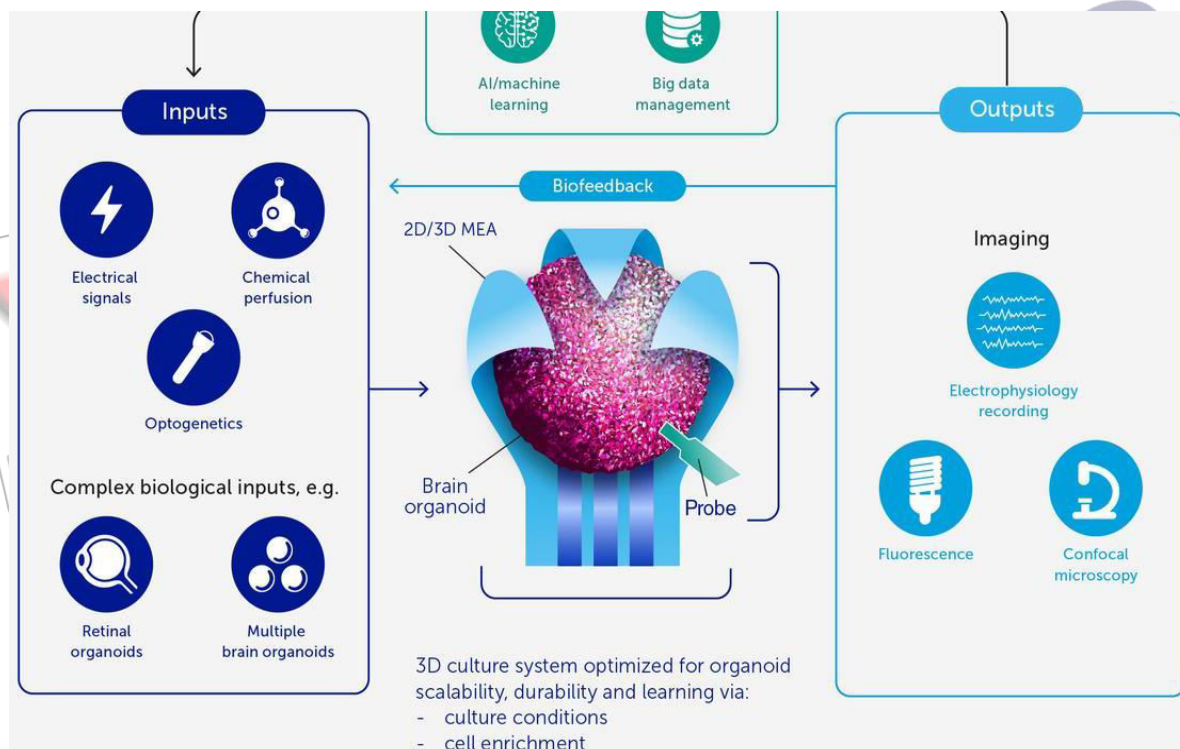 AI/machine
learning
Big data
management
Inputs
Outputs
Biofeedback
Electrical
signals
Chemical
perfusion
Optogenetics
Complex biological inputs, e.g.
Retinal
organoids
Multiple
brain organoids
2D/3D MEA
Brain
organoid
Probe
Imaging
Electrophysiology
recording
Fluorescence
Confocal
microscopy
3D culture system optimized for organoid
scalability, durability and learning via:
- culture conditions
- cell enrichment